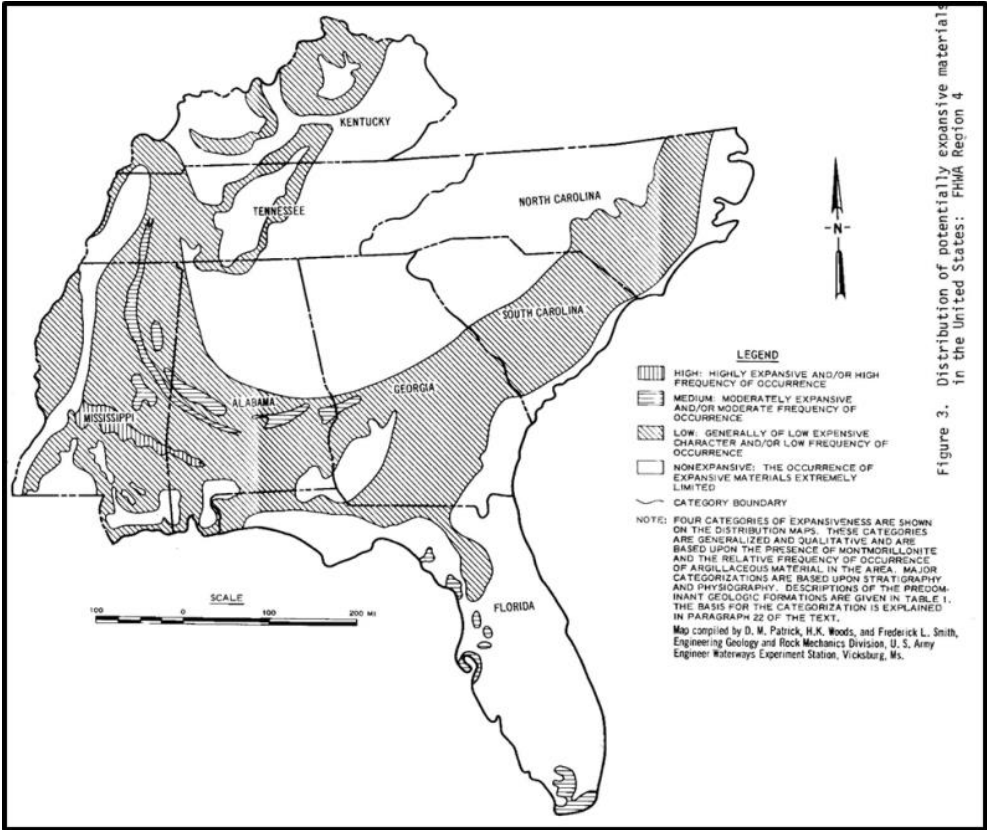 Figure 3. Distribution of potentially expansive materials
in the United States: FHWA Region 4
KENTUCKY
TENNESSEE
NORTH CAROLINA
-N-
SOUTH CAROLINA
GEORGIA
ALABAMA
MISSISSIPPI
FLORIDA
LEGEND
HIGH: HIGHLY EXPANSIVE AND/OR HIGH
FREQUENCY OF OCCURRENCE
MEDIUM: MODERATELY EXPANSIVE
AND/OR MODERATE FREQUENCY OF
OCCURRENCE
LOW: GENERALLY OF LOW EXPENSIVE
CHARACTER AND/OR LOW FREQUENCY OF
OCCURRENCE
NONEXPANSIVE: THE OCCURRENCE OF
EXPANSIVE MATERIALS EXTREMELY
LIMITED
CATEGORY BOUNDARY
NOTE: FOUR CATEGORIES OF EXPANSIVENESS ARE SHOWN
ON THE DISTRIBUTION MAPS. THESE CATEGORIES
ARE GENERALIZED AND QUALITATIVE AND ARE
BASED UPON THE PRESENCE OF MONTMORILLONITE
AND THE RELATIVE FREQUENCY OF OCCURRENCE
OF ARGILLACEOUS MATERIAL IN THE AREA. MAJOR
CATEGORIZATIONS ARE BASED UPON STRATIGRAPHY
AND PHYSIOGRAPHY. DESCRIPTIONS OF THE PREDOM-
INANT GEOLOGIC FORMATIONS ARE GIVEN IN TABLE 1.
THE BASIS FOR THE CATEGORIZATION IS EXPLAINED
IN PARAGRAPH 22 OF THE TEXT.
Map compiled by D. M. Patrick, H.K. Woods, and Frederick L. Smith,
Engineering Geology and Rock Mechanics Division, U. S. Army
Engineer Waterways Experiment Station, Vicksburg, Ms.
SCALE
100 0 100 200 MI